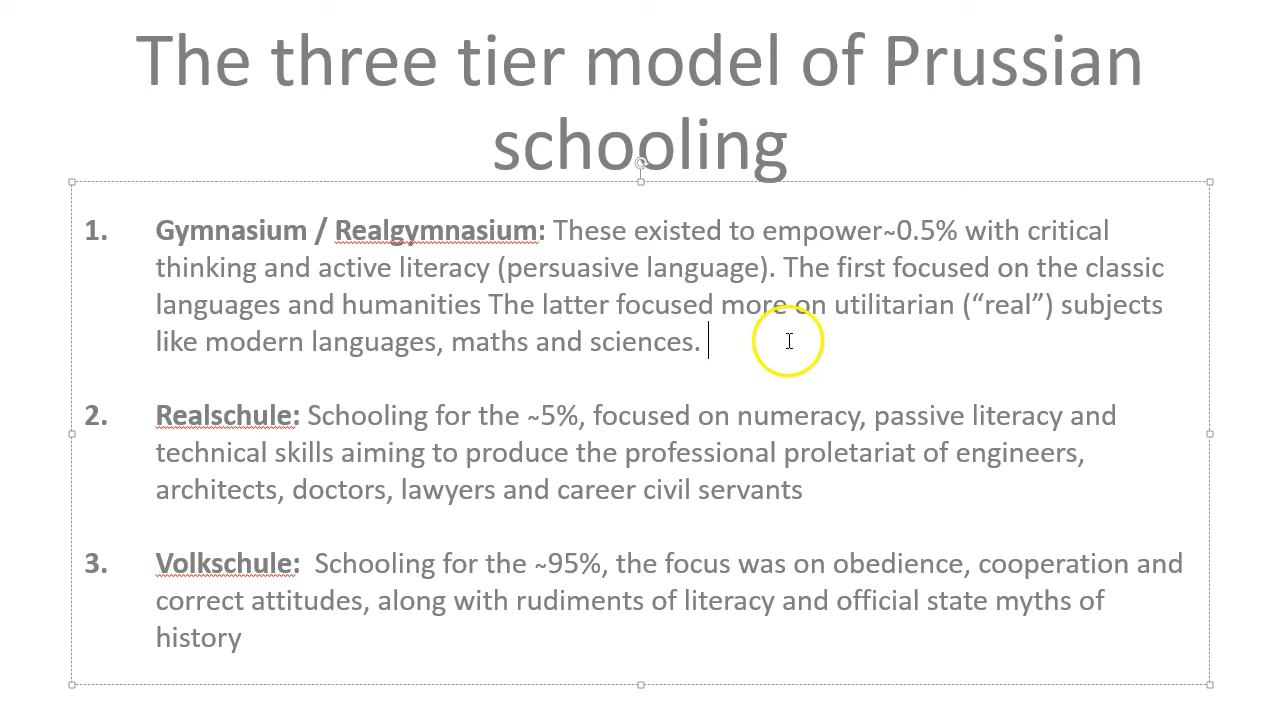 The three tier model of Prussian
schooling
1. Gymnasium / Realgymnasium: These existed to empower~0.5% with critical
thinking and active literacy (persuasive language). The first focused on the classic
languages and humanities The latter focused more on utilitarian (“real”) subjects
like modern languages, maths and sciences.
2. Realschule: Schooling for the ~5%, focused on numeracy, passive literacy and
technical skills aiming to produce the professional proletariat of engineers,
architects, doctors, lawyers and career civil servants
3. Volkschule:  Schooling for the ~95%, the focus was on obedience, cooperation and
correct attitudes, along with rudiments of literacy and official state myths of
history